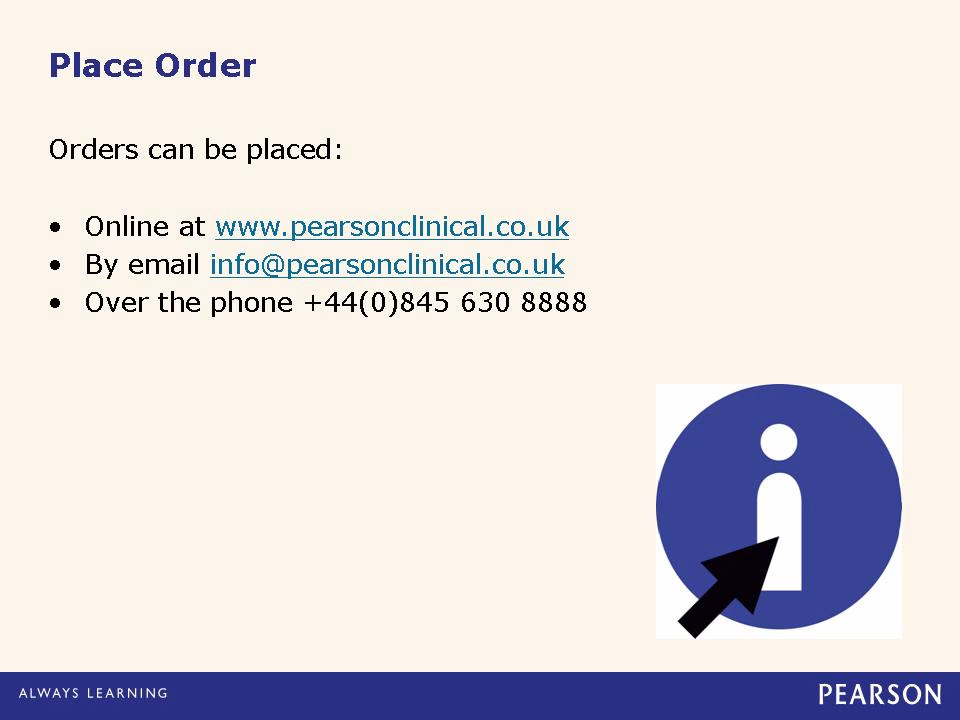 Place Order
Orders can be placed:
• Online at www.pearsonclinical.co.uk
• By email info@pearsonclinical.co.uk
• Over the phone +44(0)845 630 8888
i
ALWAYS LEARNING
PEARSON